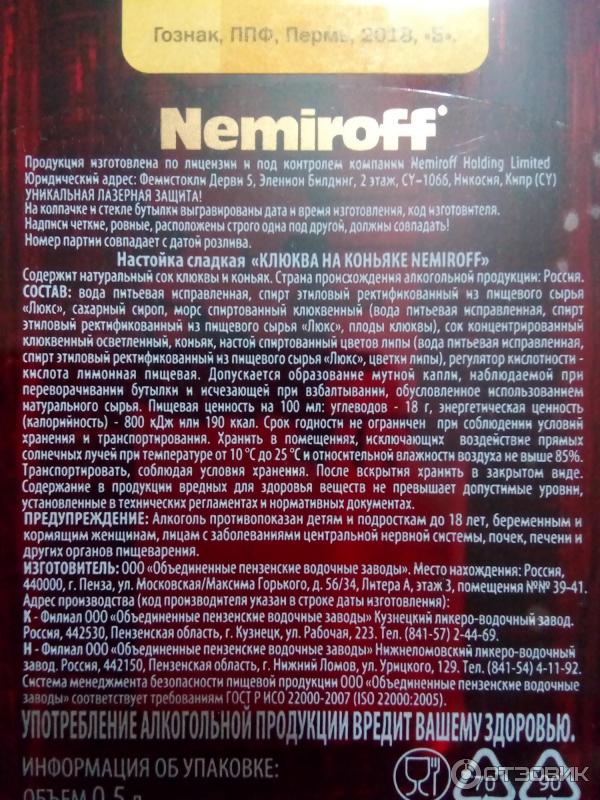 Гознак, ППФ, Пермь, 2018, «Б».
Nemiroff
Продукция изготовлена по лицензии и под контролем компании Nemiroff Holding Limited
Юридический адрес: Фемистокли Дерви 5, Эленион Билдинг, 2 этаж, CY-1066, Никосия, Кипр (CY)
УНИКАЛЬНАЯ ЛАЗЕРНАЯ ЗАЩИТА!
На колпачке и стекле бутылки выгравированы дата и время изготовления, код изготовителя.
Надписи четкие, ровные, расположены строго одна под другой, должны совпадать!
Номер партии совпадает с датой розлива.
Настойка сладкая «КЛЮКВА НА КОНЬЯКЕ NEMIROFF»
Содержит натуральный сок клюквы и коньяк. Страна происхождения алкогольной продукции: Россия.
СОСТАВ: вода питьевая исправленная, спирт этиловый ректификованный из пищевого сырья
«Люкс», сахарный сироп, морс спиртованный клюквенный (вода питьевая исправленная, спирт
этиловый ректификованный из пищевого сырья «Люкс», плоды клюквы), сок концентрированный
клюквенный осветленный, коньяк, настой спиртованный цветов липы (вода питьевая исправленная,
спирт этиловый ректификованный из пищевого сырья «Люкс», цветки липы), регулятор кислотности -
кислота лимонная пищевая. Допускается образование мутной капли, наблюдаемой при
переворачивании бутылки и исчезающей при взбалтывании, обусловленное использованием
натурального сырья. Пищевая ценность на 100 мл: углеводов - 18 г, энергетическая ценность
(калорийность) - 800 кДж или 190 ккал. Срок годности не ограничен при соблюдении условий
хранения и транспортирования. Хранить в помещениях, исключающих воздействие прямых
солнечных лучей при температуре от 10 °С до 25 °С и относительной влажности воздуха не выше 85%.
Транспортировать, соблюдая условия хранения. После вскрытия хранить в закрытом виде.
Содержание в продукции вредных для здоровья веществ не превышает допустимые уровни,
установленные в технических регламентах и нормативных документах.
ПРЕДУПРЕЖДЕНИЕ: Алкоголь противопоказан детям и подросткам до 18 лет, беременным и
кормящим женщинам, лицам с заболеваниями центральной нервной системы, почек, печени и
других органов пищеварения.
ИЗГОТОВИТЕЛЬ: ООО «Объединенные пензенские водочные заводы». Место нахождения: Россия,
440000, г. Пенза, ул. Московская/Максима Горького, д. 56/34, Литера А, этаж 3, помещения №№ 39-41.
Адрес производства (код производителя указан в строке даты изготовления):
К - Филиал ООО «Объединенные пензенские водочные заводы» Кузнецкий ликеро-водочный завод.
Россия, 442530, Пензенская область, г. Кузнецк, ул. Рабочая, 223. Тел. (841-57) 2-44-69.
Н - Филиал ООО «Объединенные пензенские водочные заводы» Нижнеломовский ликеро-водочный
завод. Россия, 442150, Пензенская область, г. Нижний Ломов, ул. Урицкого, 129. Тел. (841-54) 4-11-92.
Система менеджмента безопасности пищевой продукции ООО «Объединенные пензенские водочные
заводы» соответствует требованиям ГОСТ Р ИСО 22000-2007 (ISO 22000:2005).
УПОТРЕБЛЕНИЕ АЛКОГОЛЬНОЙ ПРОДУКЦИИ ВРЕДИТ ВАШЕМУ ЗДОРОВЬЮ.
ИНФОРМАЦИЯ ОБ УПАКОВКЕ:
70 90
ОБЪЕМ 0,5 л
ОТЗОВИК